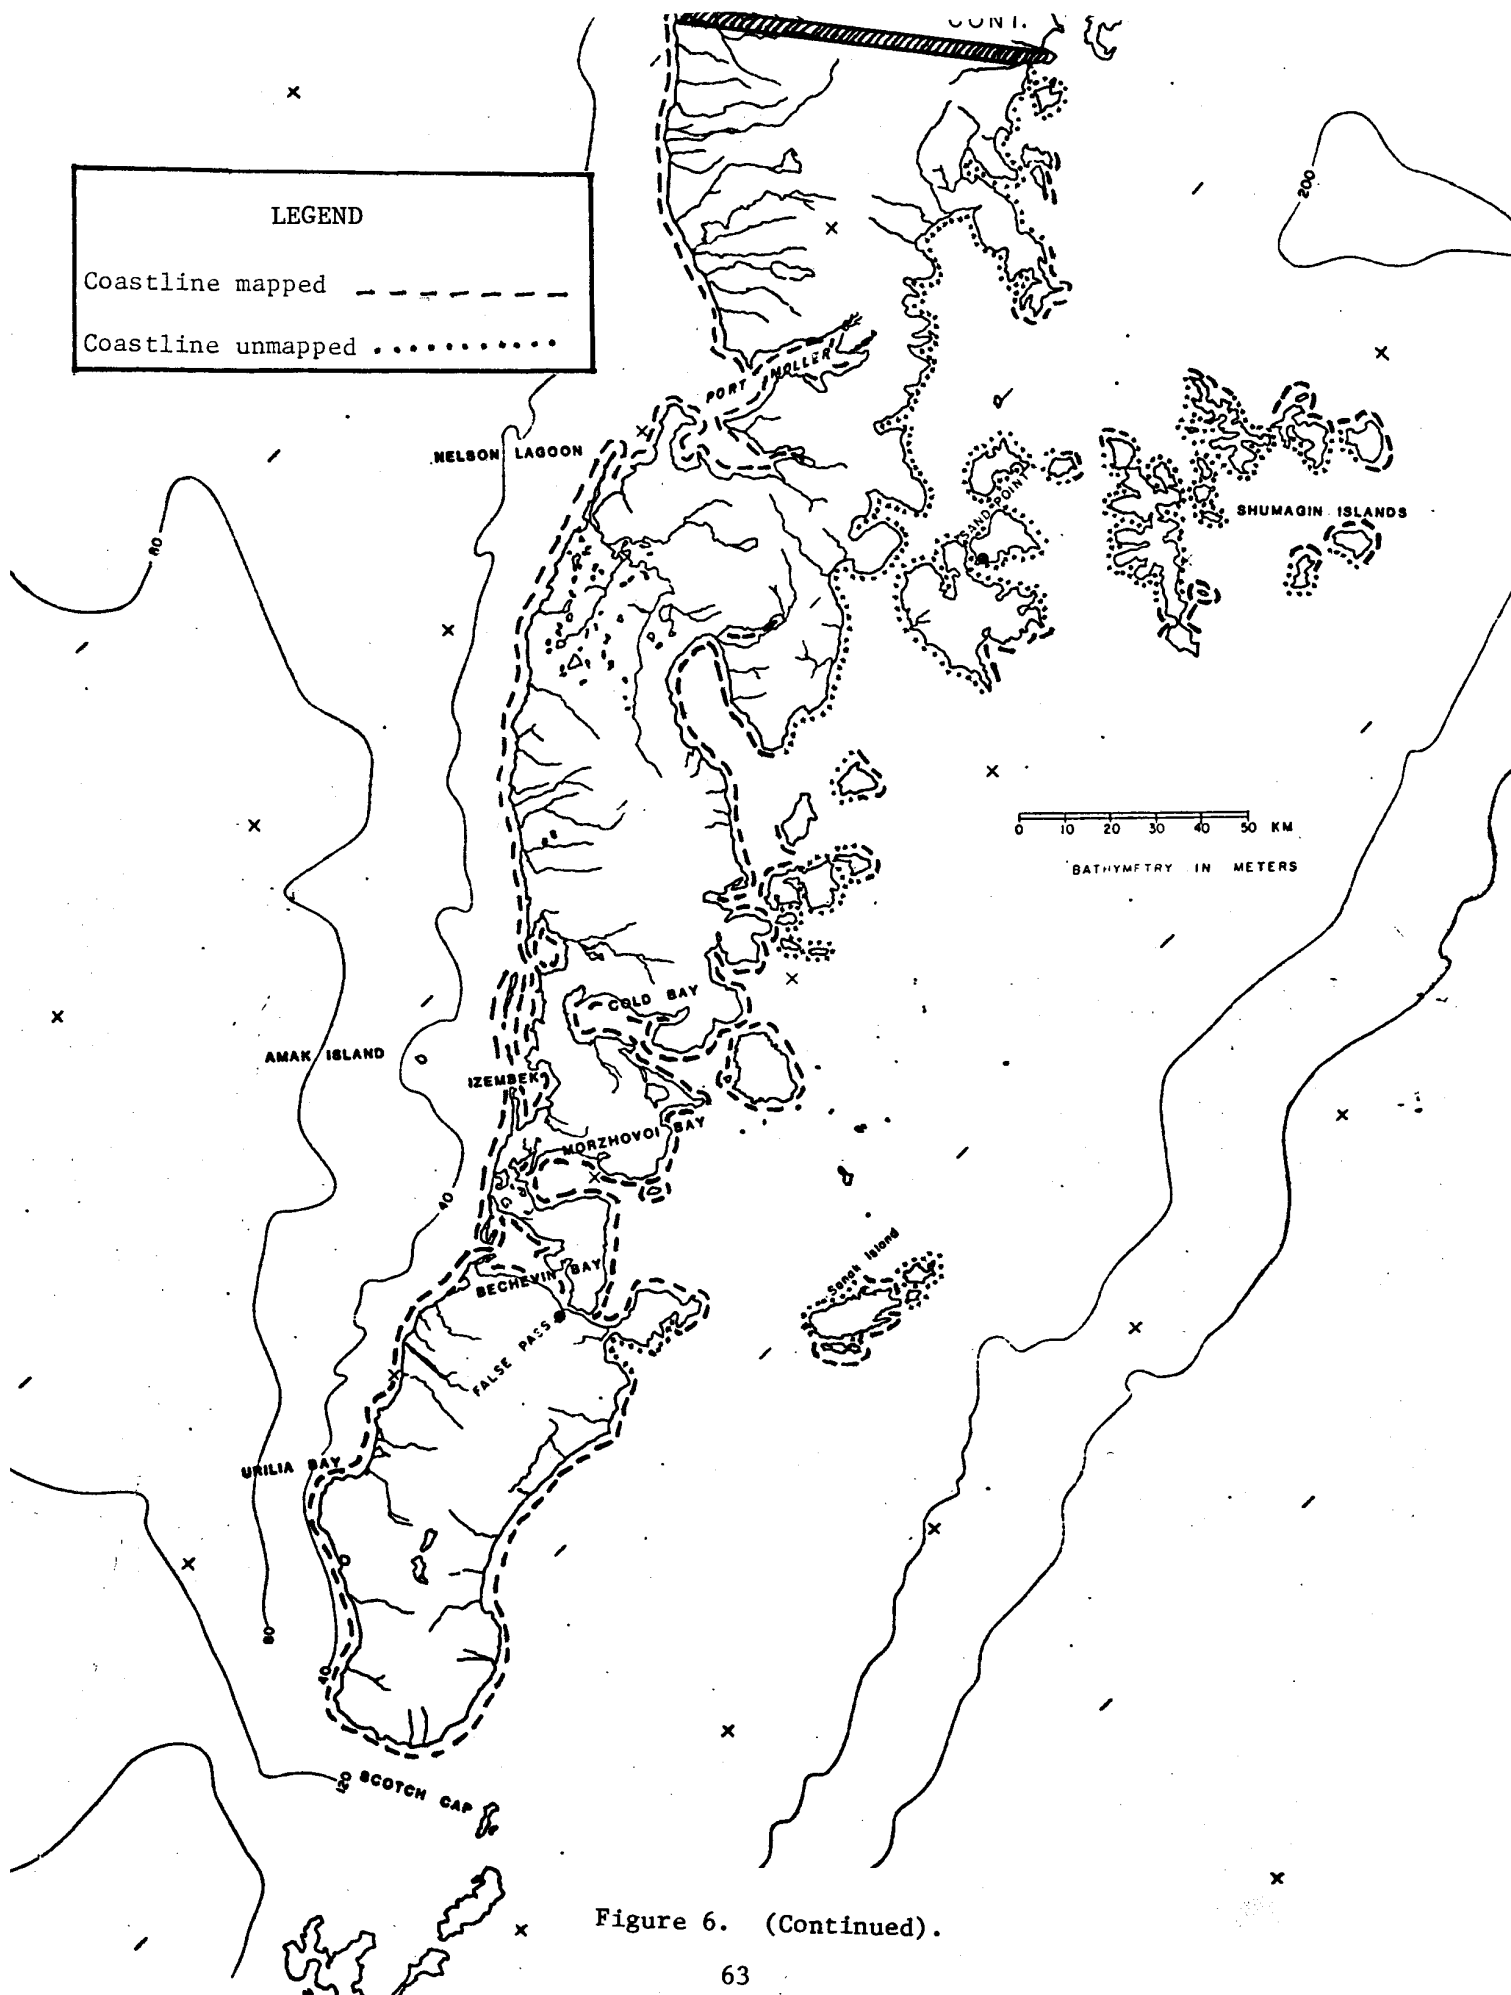 CONT.
200
LEGEND
Coastline mapped
Coastline unmapped
PORT MOLLER
NELSON LAGOON
SAND POINT
SHUMAGIN ISLANDS
80
0 10 20 30 40 50 KM
BATHYMETRY IN METERS
COLD BAY
AMAK ISLAND
IZEMBEK
MORZHOVOI BAY
40
Sanak Island
BECHEVIN BAY
FALSE PASS
URILIA BAY
80
40
120
SCOTCH CAP
Figure 6. (Continued).
63